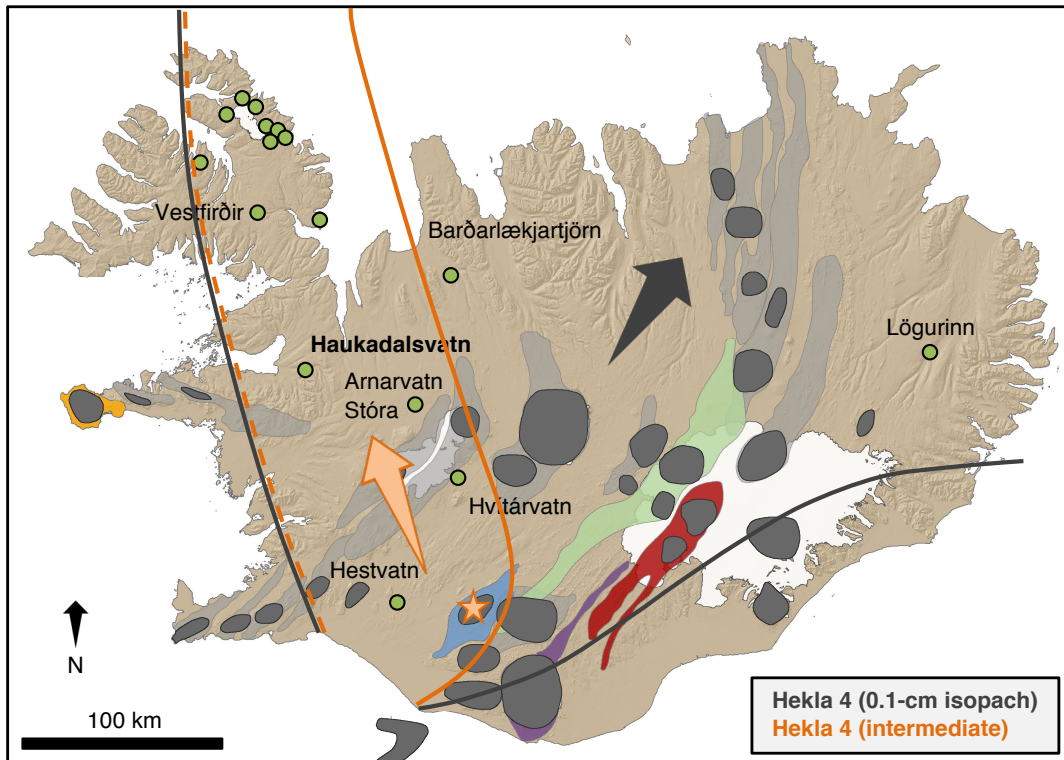 Vestfirðir
Barðarlækjartjörn
Lögurinn
Haukadalsvatn
Arnarvatn
Stóra
Hvítárvatn
Hestvatn
N
100 km
Hekla 4 (0.1-cm isopach)
Hekla 4 (intermediate)